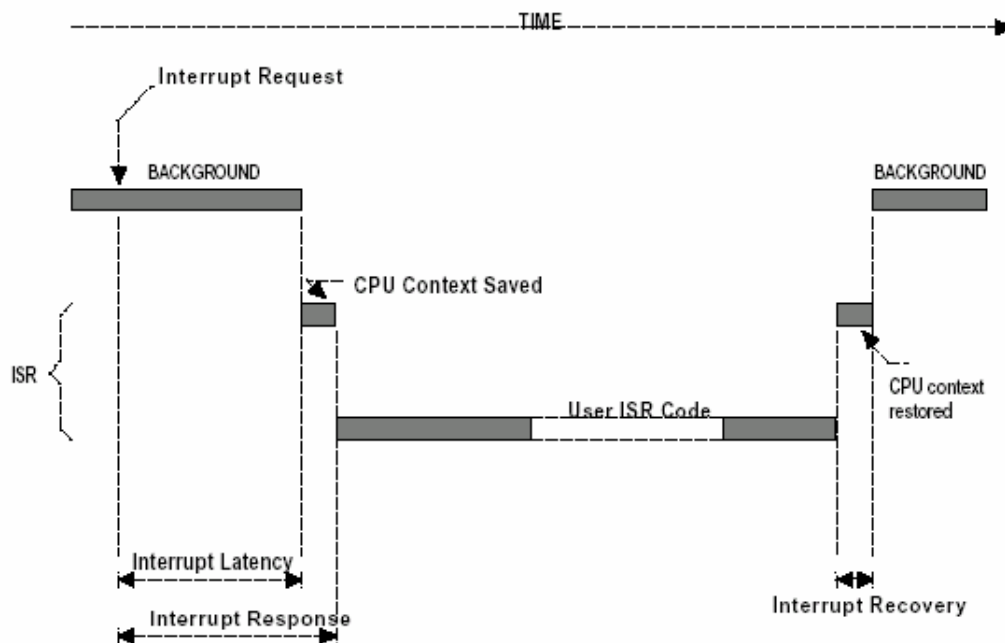 TIME
Interrupt Request
BACKGROUND
BACKGROUND
CPU Context Saved
ISR
CPU context
restored
User ISR Code
Interrupt Latency
Interrupt Response
Interrupt Recovery